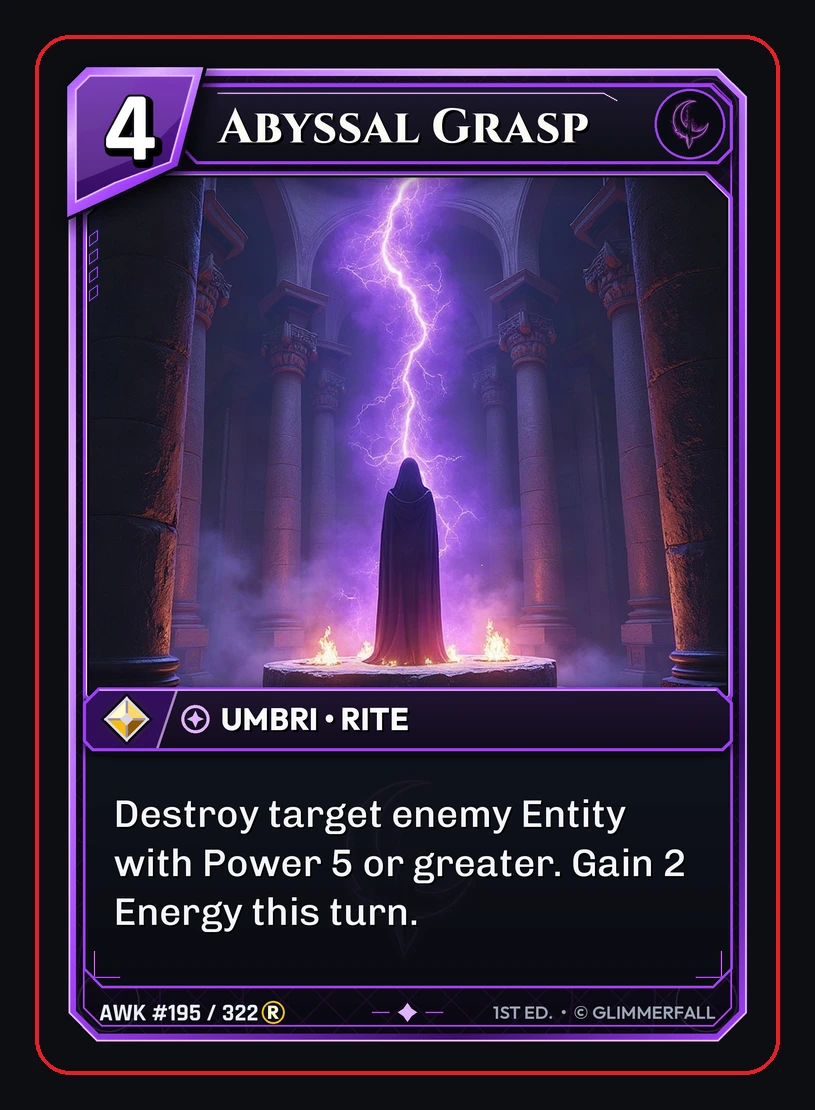 4
ABYSSAL GRASP
UMBRI • RITE
Destroy target enemy Entity
with Power 5 or greater. Gain 2
Energy this turn.
AWK #195 / 322 R
1ST ED. • © GLIMMERFALL